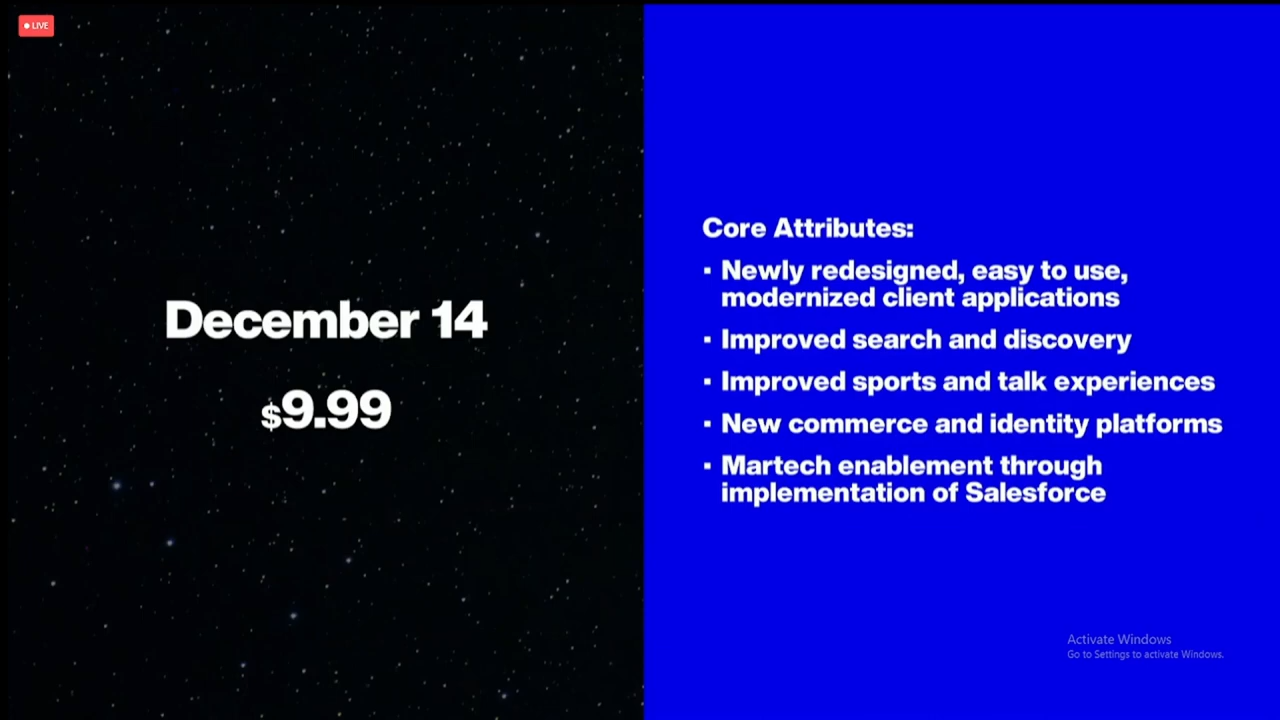 LIVE
December 14
$9.99
Core Attributes:
▪ Newly redesigned, easy to use,
modernized client applications
▪ Improved search and discovery
▪ Improved sports and talk experiences
▪ New commerce and identity platforms
▪ Martech enablement through
implementation of Salesforce
Activate Windows
Go to Settings to activate Windows.